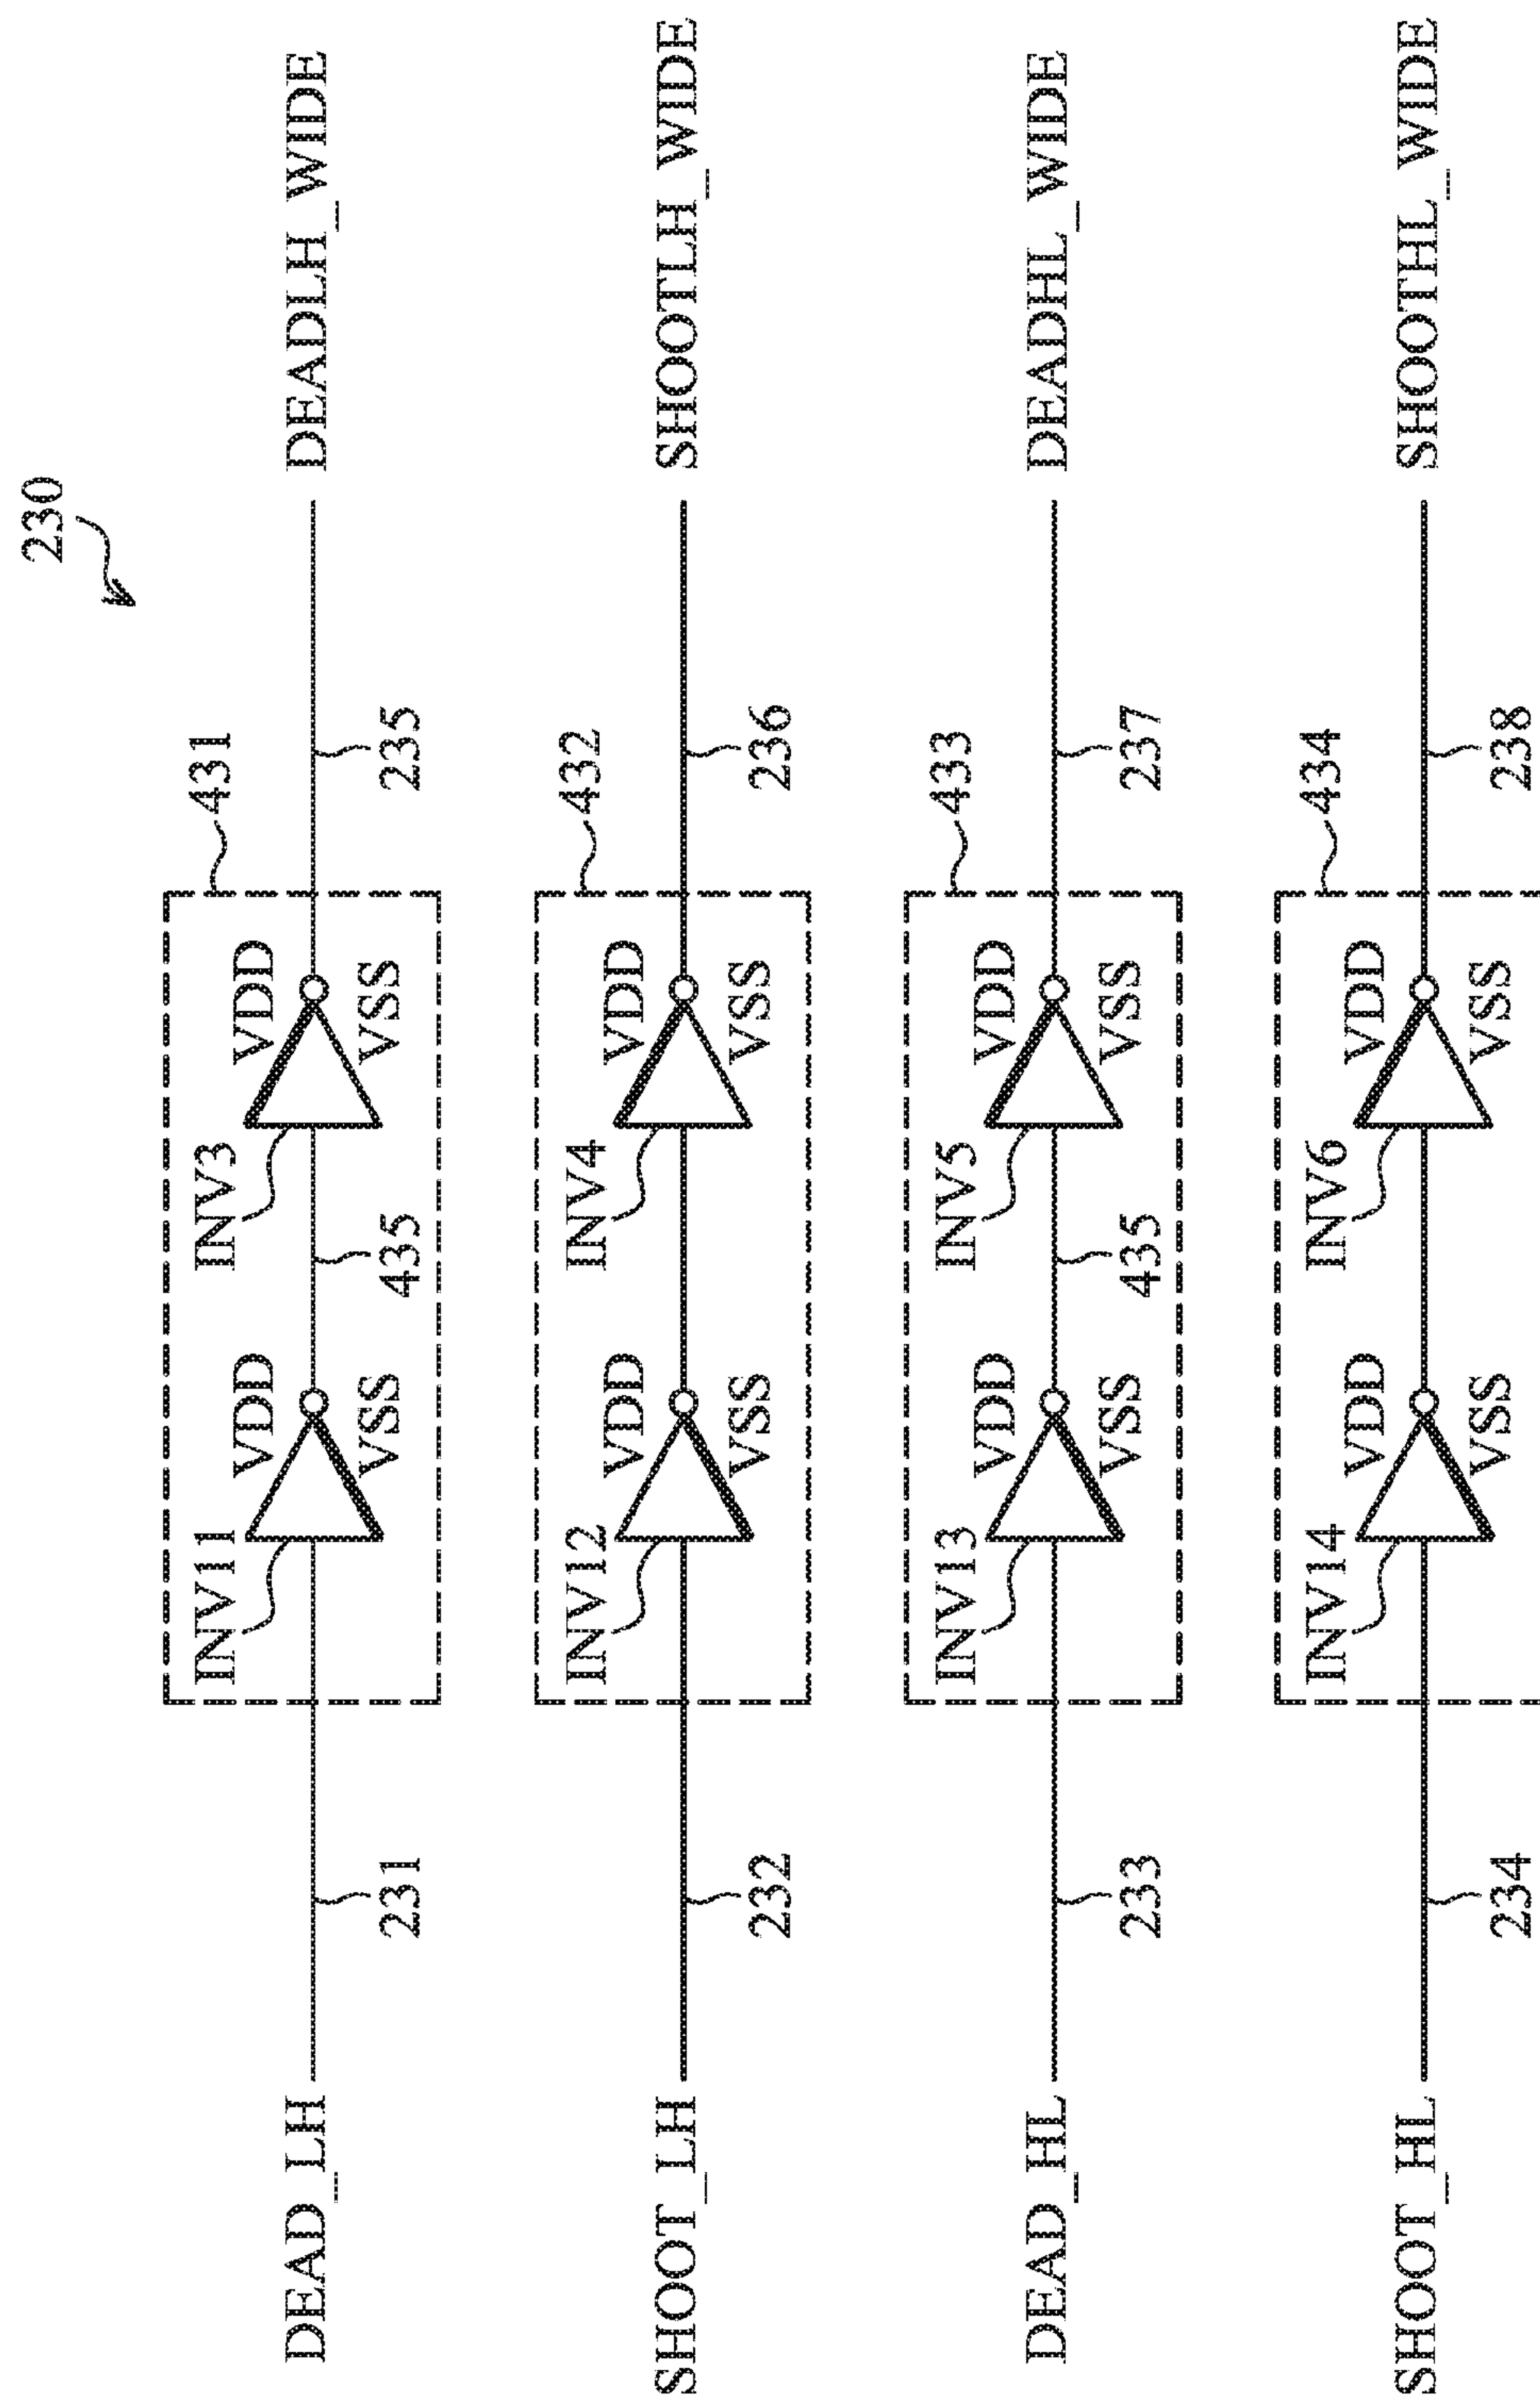 230
DEAD_LH
231
431
INV11
VDD
VSS
435
INV3
VDD
VSS
235
DEADLH_WIDE
SHOOT_LH
232
432
INV12
VDD
VSS
INV4
VDD
VSS
236
SHOOTLH_WIDE
DEAD_HL
233
433
INV13
VDD
VSS
435
INV5
VDD
VSS
237
DEADHL_WIDE
SHOOT_HL
234
434
INV14
VDD
VSS
INV6
VDD
VSS
238
SHOOTHL_WIDE